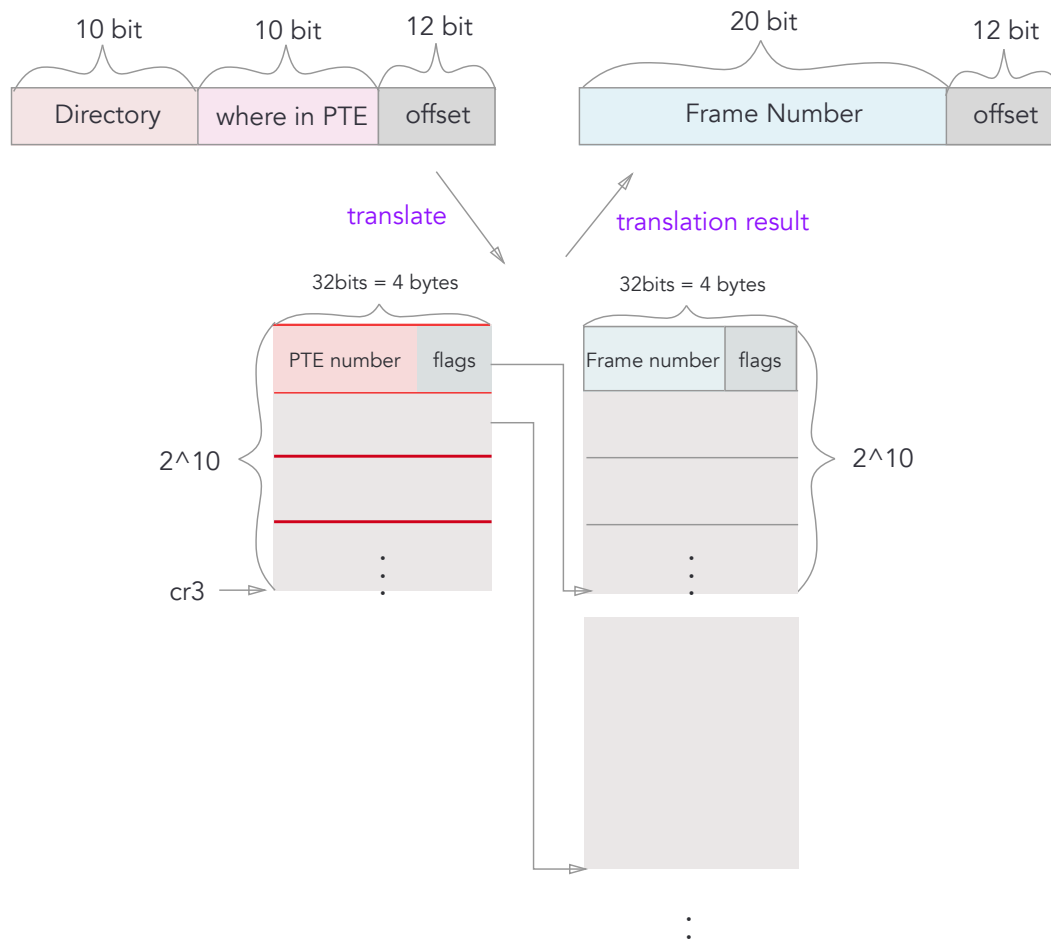 10 bit
10 bit
12 bit
20 bit
12 bit
Directory
where in PTE
offset
Frame Number
offset
translate
translation result
32bits = 4 bytes
32bits = 4 bytes
PTE number
flags
Frame number
flags
2^10
2^10
cr3